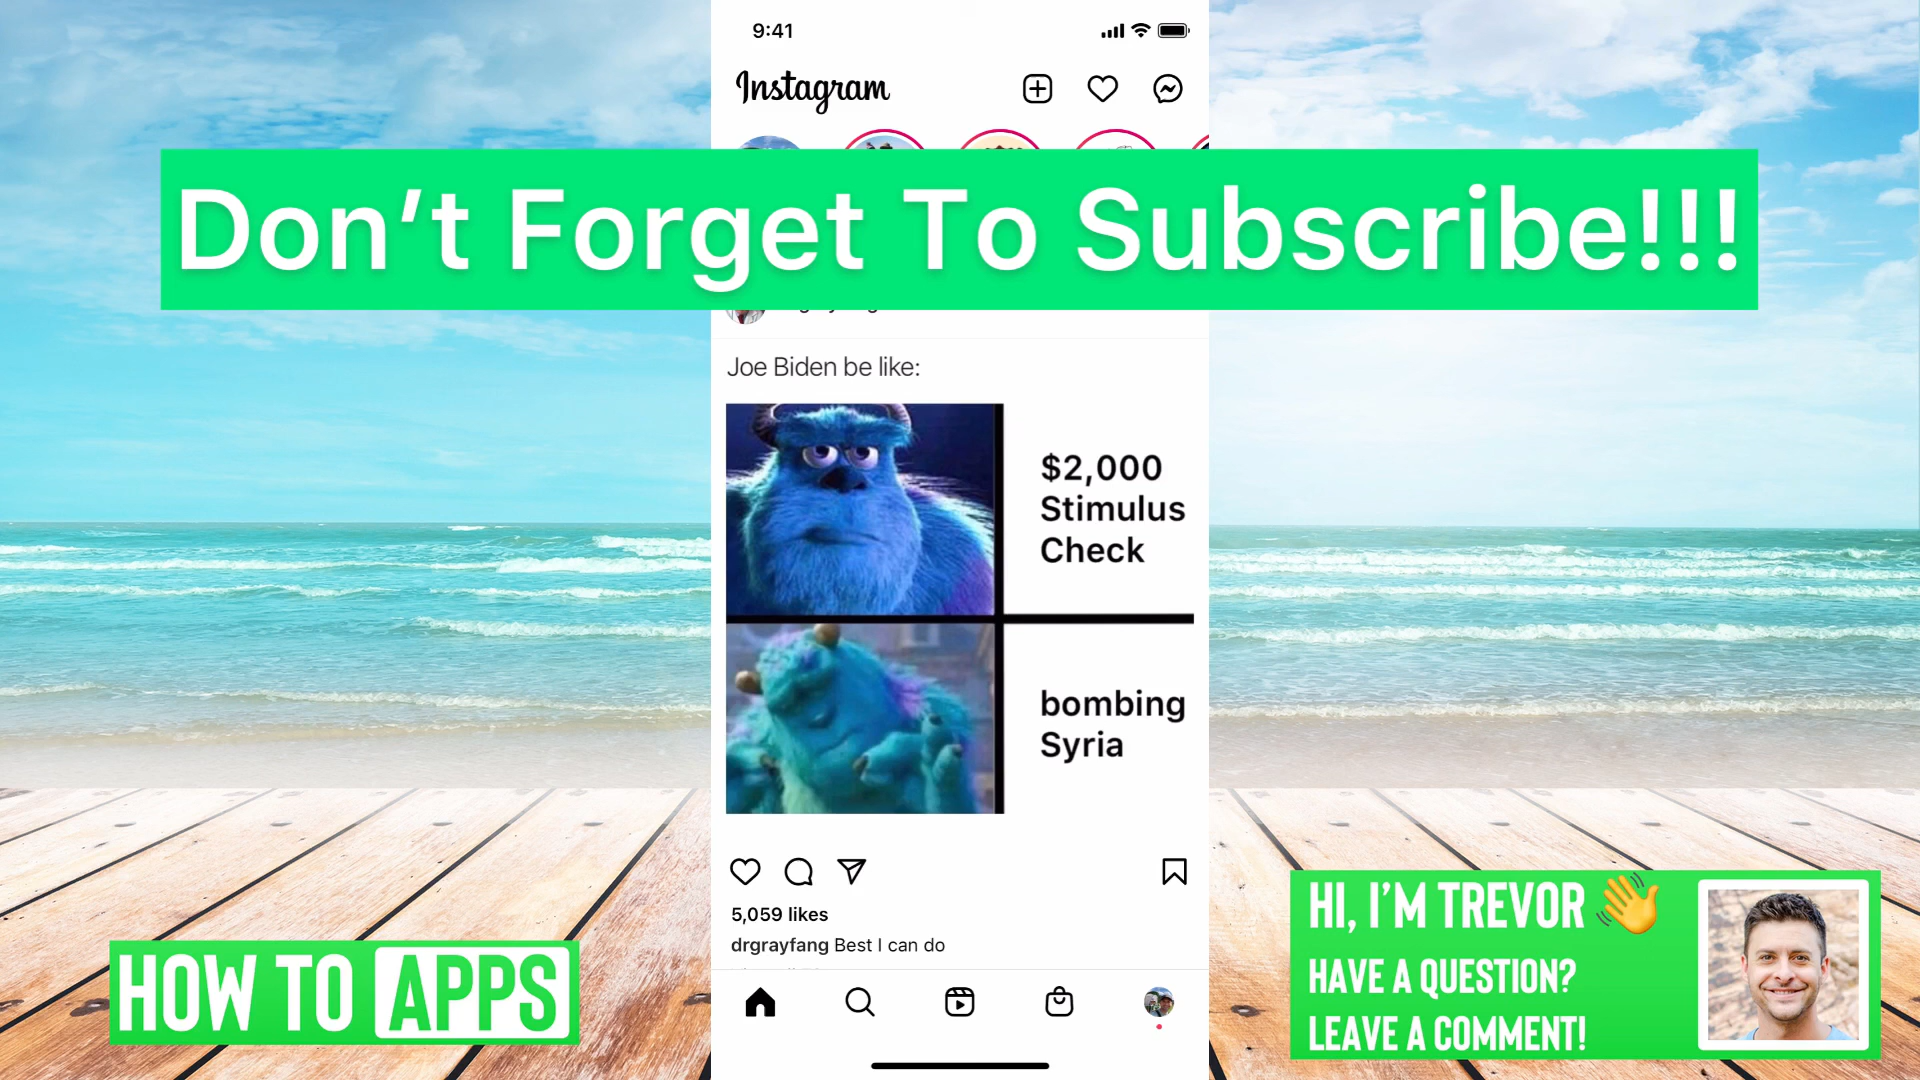 9:41
Instagram
Don't Forget To Subscribe!!!
Joe Biden be like:
$2,000
Stimulus
Check
bombing
Syria
5,059 likes
drgrayfang Best I can do
HOW TO APPS
HI, I'M TREVOR
HAVE A QUESTION?
LEAVE A COMMENT!